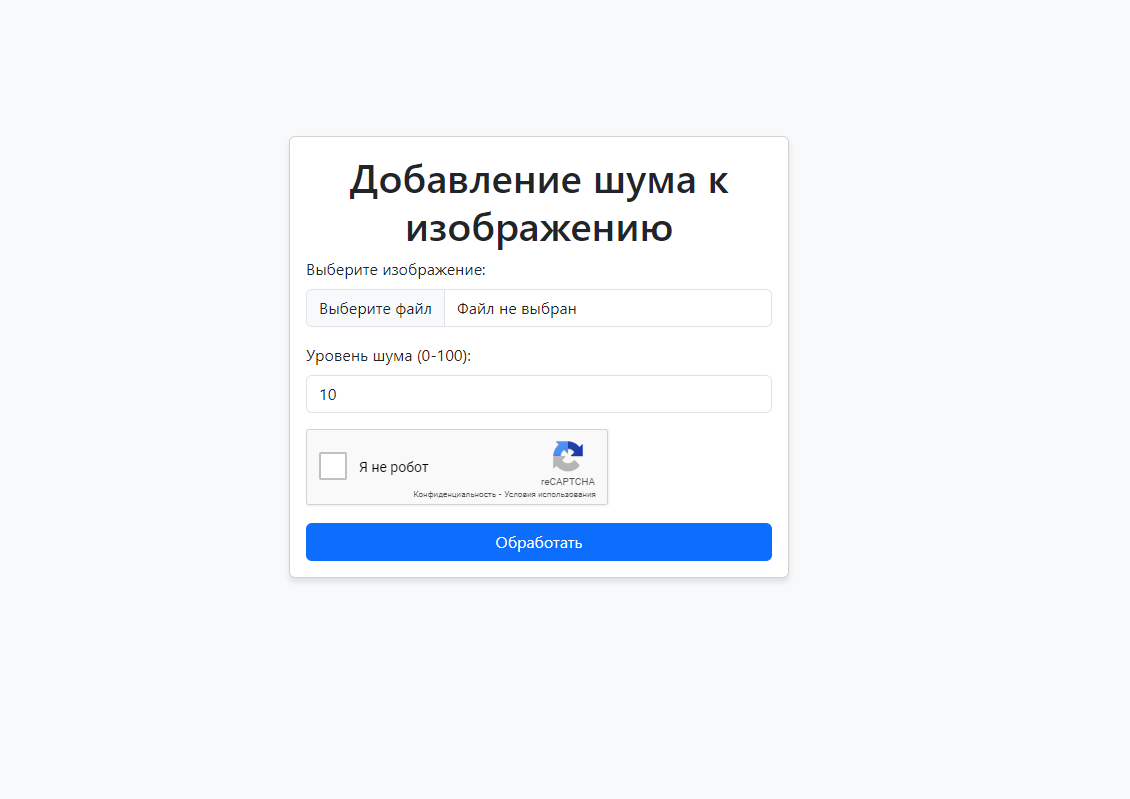 Добавление шума к
изображению
Выберите изображение:
Выберите файл Файл не выбран
Уровень шума (0-100):
10
Я не робот
reCAPTCHA
Конфиденциальность - Условия использования
Обработать